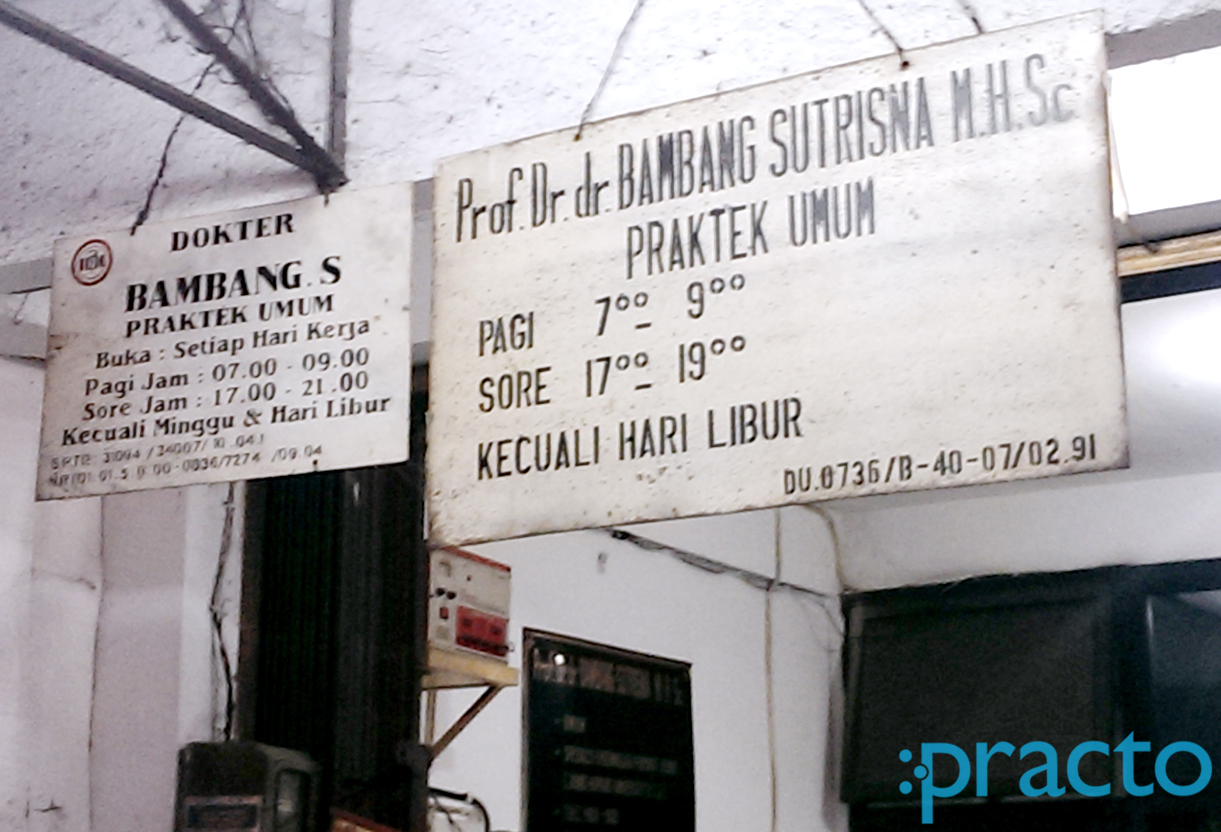 DOKTER
BAMBANG.S
PRAKTEK UMUM
Buka : Setiap Hari Kerja
Pagi Jam : 07.00 - 09.00
Sore Jam : 17.00 - 21.00
Kecuali Minggu & Hari Libur
Prof. Dr. dr. BAMBANG SUTRISNA M.H.Sc
PRAKTEK UMUM
PAGI 7⁰⁰ - 9⁰⁰
SORE 17⁰⁰ - 19⁰⁰
KECUALI HARI LIBUR
DU.0736/B-40-07/02.91
practo